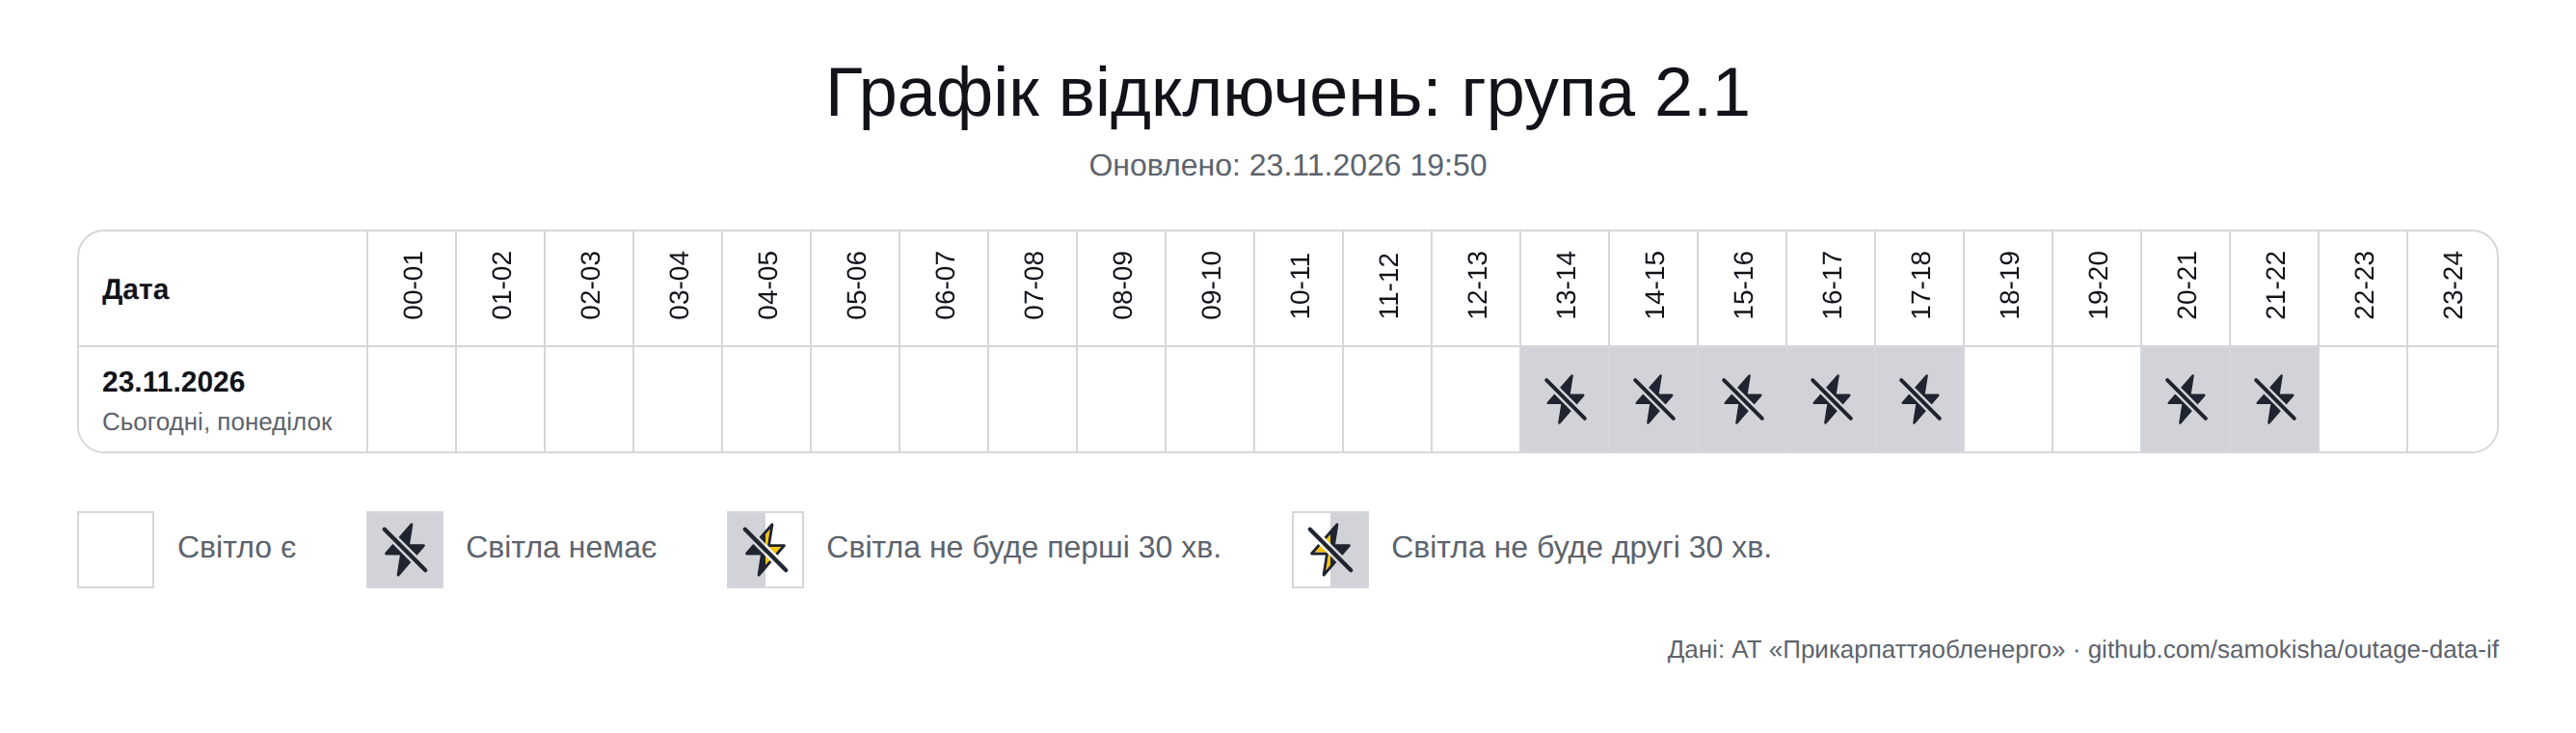 Графік відключень: група 2.1
Оновлено: 23.11.2026 19:50
Дата 00-01 01-02 02-03 03-04 04-05 05-06 06-07 07-08 08-09 09-10 10-11 11-12 12-13 13-14 14-15 15-16 16-17 17-18 18-19 19-20 20-21 21-22 22-23 23-24
23.11.2026
Сьогодні, понеділок
Світло є Світла немає Світла не буде перші 30 хв. Світла не буде другі 30 хв.
Дані: АТ «Прикарпаттяобленерго» · github.com/samokisha/outage-data-if